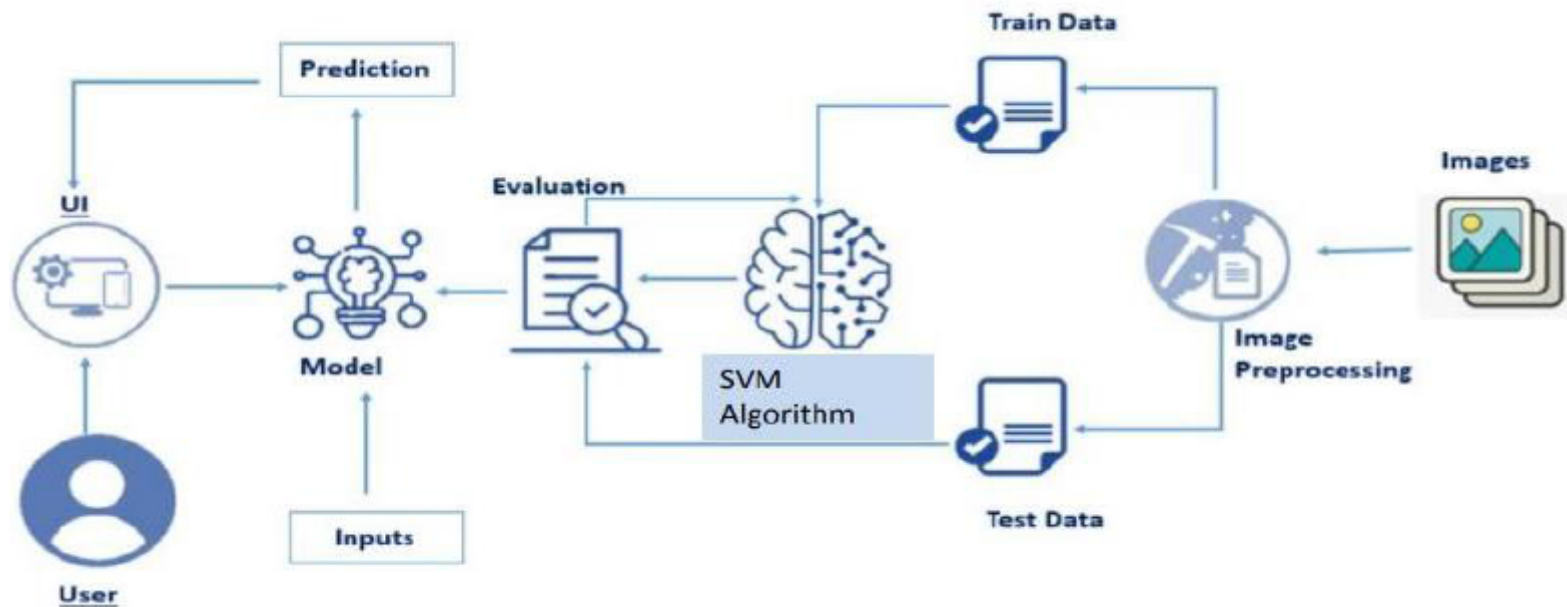 Train Data
Prediction
Images
Evaluation
UI
Image
Preprocessing
Model
SVM
Algorithm
Test Data
Inputs
User